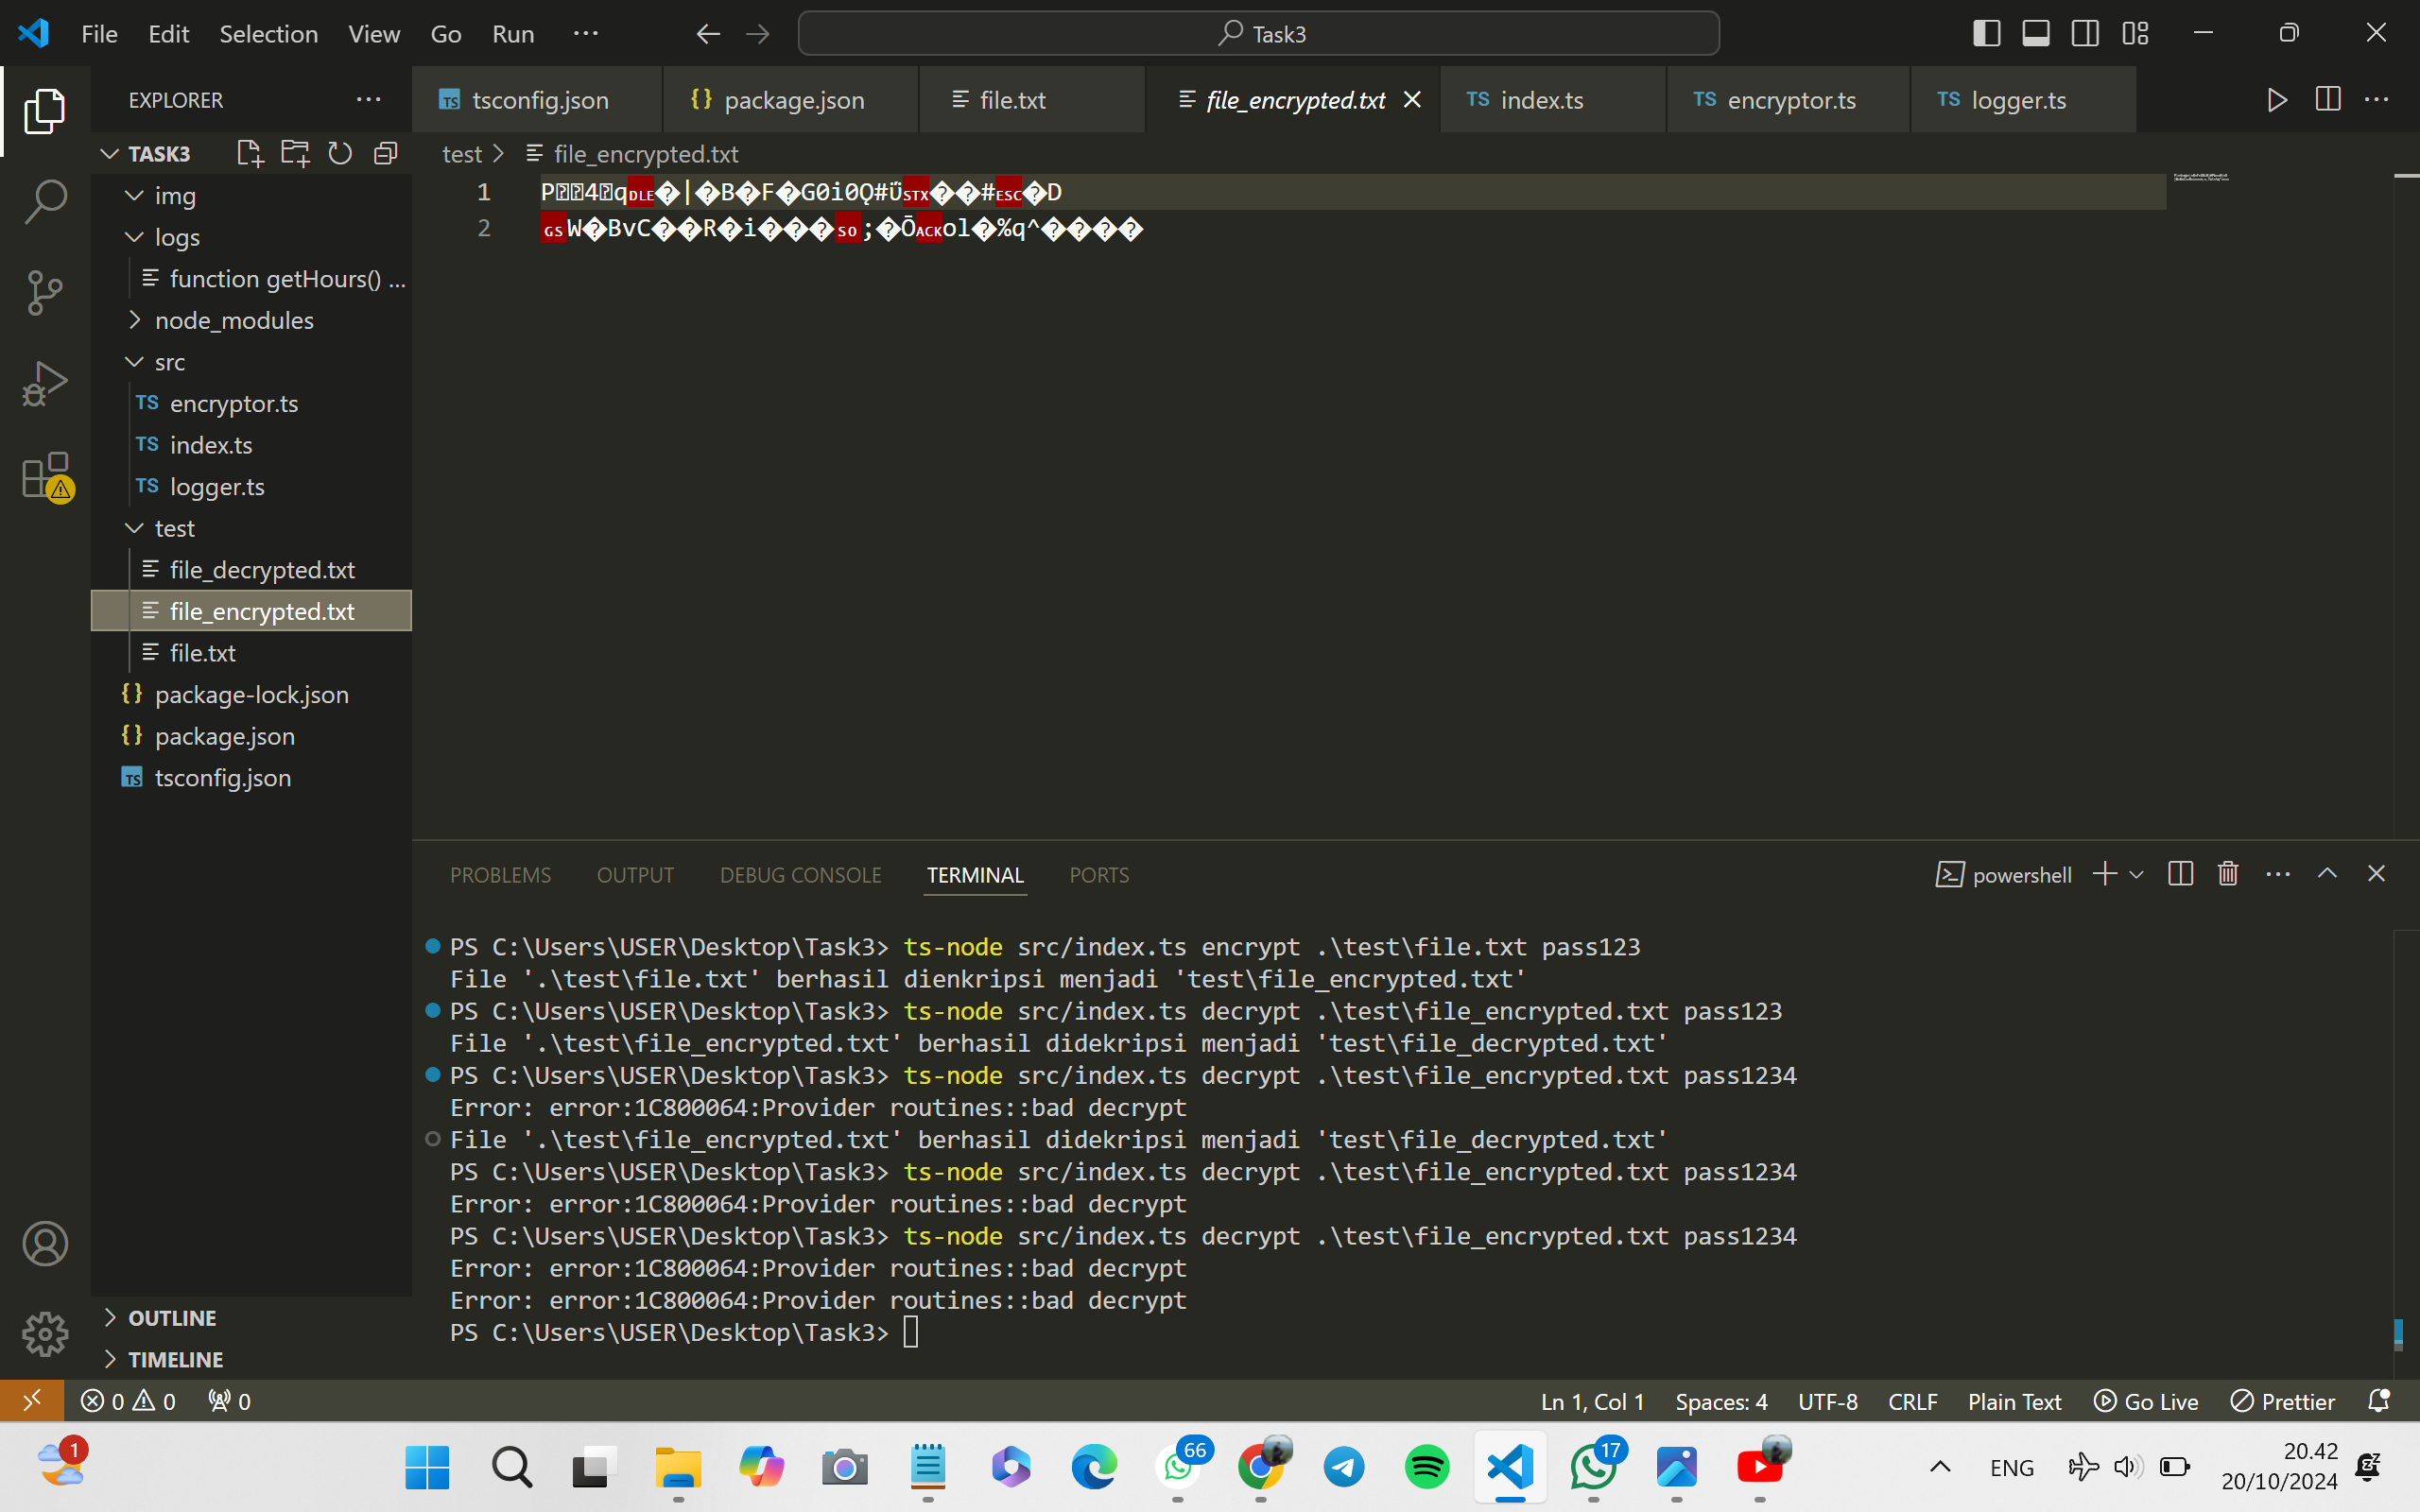 File Edit Selection View Go Run ···
Task3
EXPLORER
tsconfig.json
package.json
file.txt
file_encrypted.txt
TS index.ts
TS encryptor.ts
TS logger.ts
TASK3
img
logs
function getHours() ...
node_modules
src
TS encryptor.ts
TS index.ts
TS logger.ts
test
file_decrypted.txt
file_encrypted.txt
file.txt
{} package-lock.json
{} package.json
TS tsconfig.json
OUTLINE
TIMELINE
test > file_encrypted.txt
1
2
PROBLEMS OUTPUT DEBUG CONSOLE TERMINAL PORTS
powershell
PS C:\Users\USER\Desktop\Task3> ts-node src/index.ts encrypt .\test\file.txt pass123
File '.\test\file.txt' berhasil dienkripsi menjadi 'test\file_encrypted.txt'
PS C:\Users\USER\Desktop\Task3> ts-node src/index.ts decrypt .\test\file_encrypted.txt pass123
File '.\test\file_encrypted.txt' berhasil didekripsi menjadi 'test\file_decrypted.txt'
PS C:\Users\USER\Desktop\Task3> ts-node src/index.ts decrypt .\test\file_encrypted.txt pass1234
Error: error:1C800064:Provider routines::bad decrypt
File '.\test\file_encrypted.txt' berhasil didekripsi menjadi 'test\file_decrypted.txt'
PS C:\Users\USER\Desktop\Task3> ts-node src/index.ts decrypt .\test\file_encrypted.txt pass1234
Error: error:1C800064:Provider routines::bad decrypt
PS C:\Users\USER\Desktop\Task3> ts-node src/index.ts decrypt .\test\file_encrypted.txt pass1234
Error: error:1C800064:Provider routines::bad decrypt
Error: error:1C800064:Provider routines::bad decrypt
PS C:\Users\USER\Desktop\Task3>
0 0 0
Ln 1, Col 1 Spaces: 4 UTF-8 CRLF Plain Text Go Live Prettier
1
66
17
ENG
20.42
20/10/2024